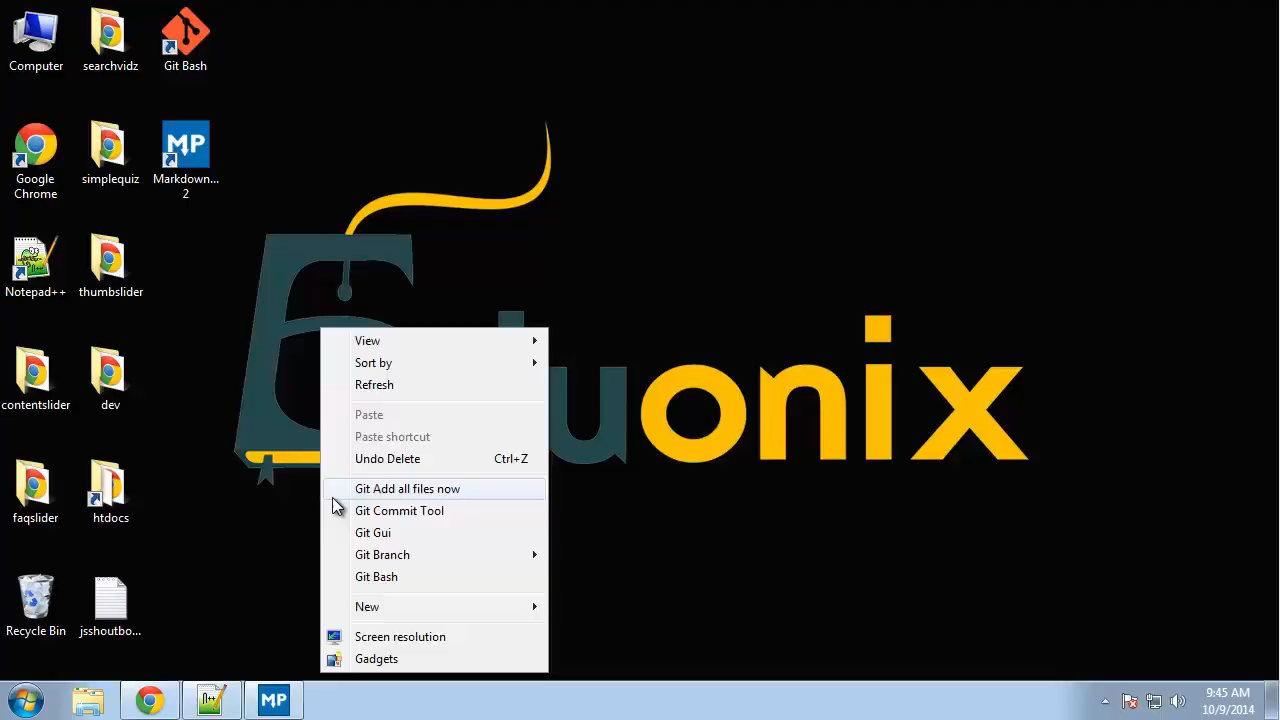 Computer
searchvidz
Git Bash
Google
Chrome
simplequiz
Markdown...
2
Notepad++
thumbslider
contentslider
dev
faqslider
htdocs
Recycle Bin
jsshoutbo...
View
Sort by
Refresh
Paste
Paste shortcut
Undo Delete Ctrl+Z
Git Add all files now
Git Commit Tool
Git Gui
Git Branch
Git Bash
New
Screen resolution
Gadgets
uonix
MP
MP
9:45 AM
10/9/2014